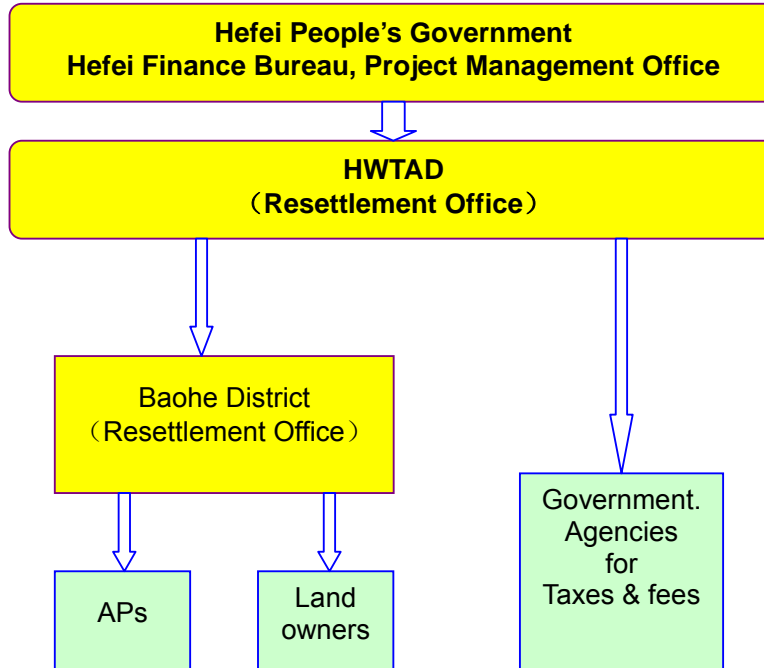 Hefei People's Government
Hefei Finance Bureau, Project Management Office
HWTAD
（Resettlement Office）
Baohe District
（Resettlement Office）
Government.
Agencies
for
Taxes & fees
APs
Land
owners